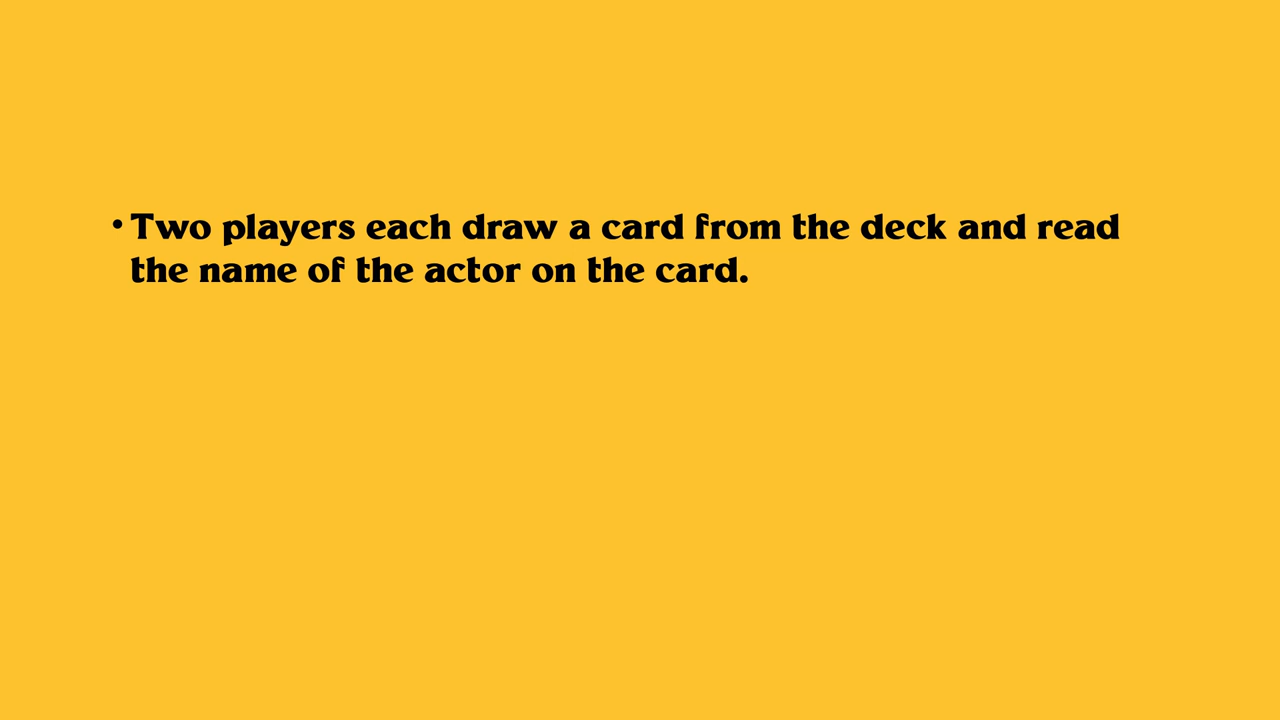 • Two players each draw a card from the deck and read
the name of the actor on the card.